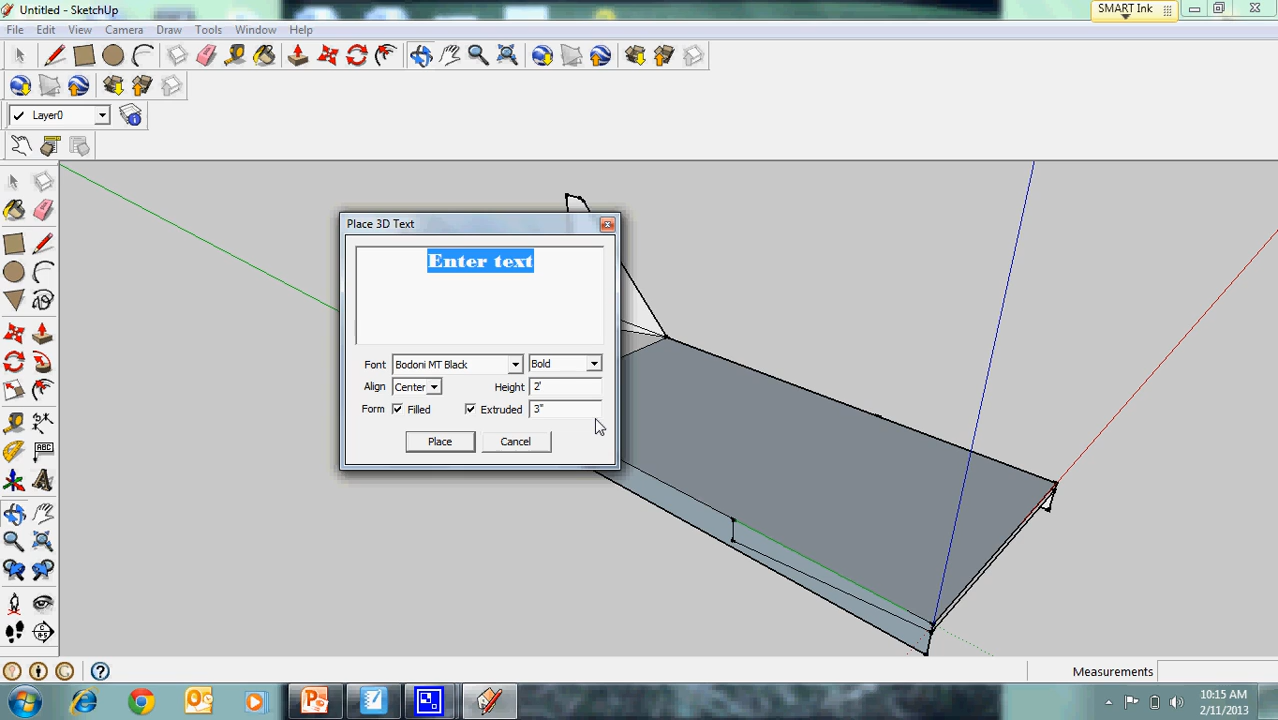 Untitled - SketchUp
SMART Ink
File Edit View Camera Draw Tools Window Help
Layer0
Place 3D Text
Enter text
Font Bodoni MT Black Bold
Align Center Height 2'
Form Filled Extruded 3"
Place Cancel
ABC
Measurements
10:15 AM
2/11/2013